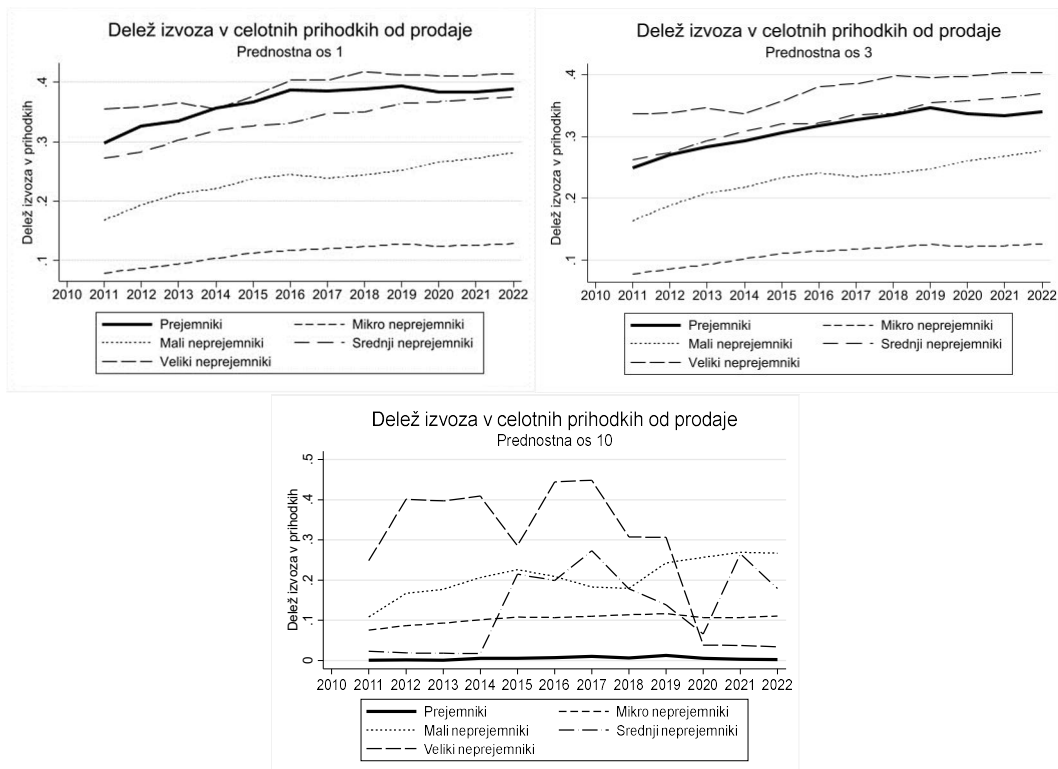 Delež izvoza v celotnih prihodkih od prodaje
Prednostna os 1
Delež izvoza v prihodkih
.4
.3
.2
.1
2010 2011 2012 2013 2014 2015 2016 2017 2018 2019 2020 2021 2022
Prejemniki Mikro neprejemniki
Mali neprejemniki Srednji neprejemniki
Veliki neprejemniki
Delež izvoza v celotnih prihodkih od prodaje
Prednostna os 3
Delež izvoza v prihodkih
.4
.3
.2
.1
2010 2011 2012 2013 2014 2015 2016 2017 2018 2019 2020 2021 2022
Prejemniki Mikro neprejemniki
Mali neprejemniki Srednji neprejemniki
Veliki neprejemniki
Delež izvoza v celotnih prihodkih od prodaje
Prednostna os 10
Delež izvoza v prihodkih
.5
.4
.3
.2
.1
0
2010 2011 2012 2013 2014 2015 2016 2017 2018 2019 2020 2021 2022
Prejemniki Mikro neprejemniki
Mali neprejemniki Srednji neprejemniki
Veliki neprejemniki